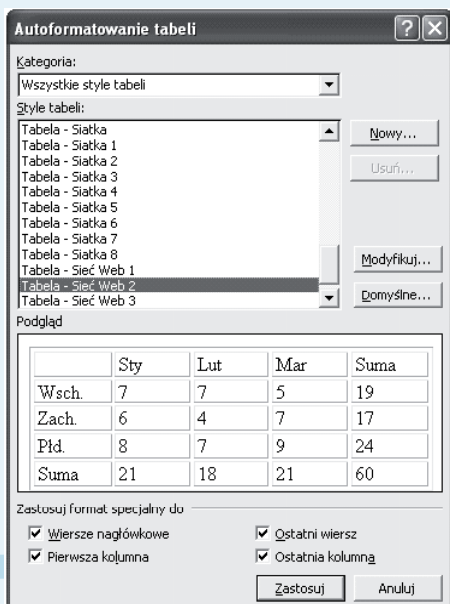 Autoformatowanie tabeli
Kategoria:
Wszystkie style tabeli
Style tabeli:
Tabela - Siatka
Tabela - Siatka 1
Tabela - Siatka 2
Tabela - Siatka 3
Tabela - Siatka 4
Tabela - Siatka 5
Tabela - Siatka 6
Tabela - Siatka 7
Tabela - Siatka 8
Tabela - Sieć Web 1
Tabela - Sieć Web 2
Tabela - Sieć Web 3
Nowy...
Usuń...
Modyfikuj...
Domyślne...
Podgląd
Sty Lut Mar Suma
Wsch. 7 7 5 19
Zach. 6 4 7 17
Płd. 8 7 9 24
Suma 21 18 21 60
Zastosuj format specjalny do
Wiersze nagłówkowe Ostatni wiersz
Pierwsza kolumna Ostatnia kolumna
Zastosuj Anuluj